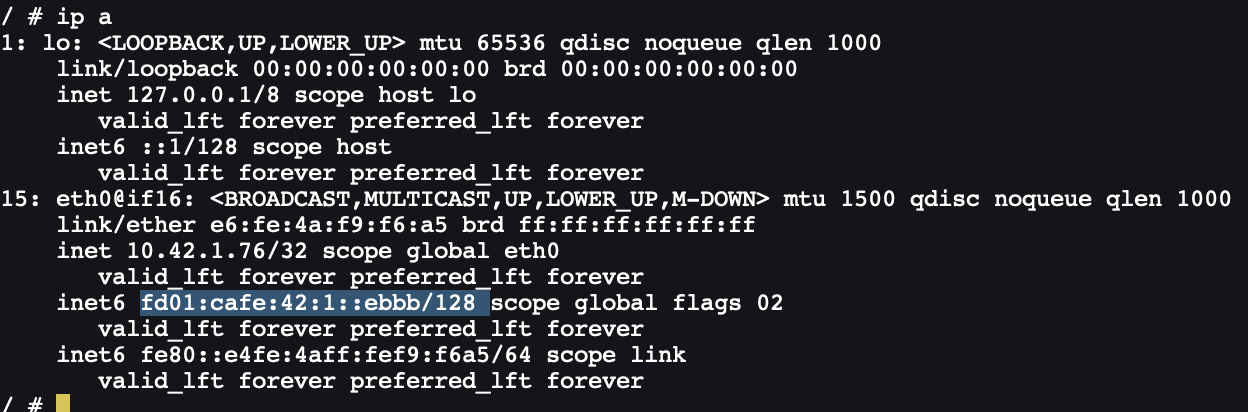 / # ip a
1: lo: <LOOPBACK,UP,LOWER_UP> mtu 65536 qdisc noqueue qlen 1000
    link/loopback 00:00:00:00:00:00 brd 00:00:00:00:00:00
    inet 127.0.0.1/8 scope host lo
       valid_lft forever preferred_lft forever
    inet6 ::1/128 scope host
       valid_lft forever preferred_lft forever
15: eth0@if16: <BROADCAST,MULTICAST,UP,LOWER_UP,M-DOWN> mtu 1500 qdisc noqueue qlen 1000
    link/ether e6:fe:4a:f9:f6:a5 brd ff:ff:ff:ff:ff:ff
    inet 10.42.1.76/32 scope global eth0
       valid_lft forever preferred_lft forever
    inet6 fd01:cafe:42:1::ebbb/128 scope global flags 02
       valid_lft forever preferred_lft forever
    inet6 fe80::e4fe:4aff:fef9:f6a5/64 scope link
       valid_lft forever preferred_lft forever
/ #